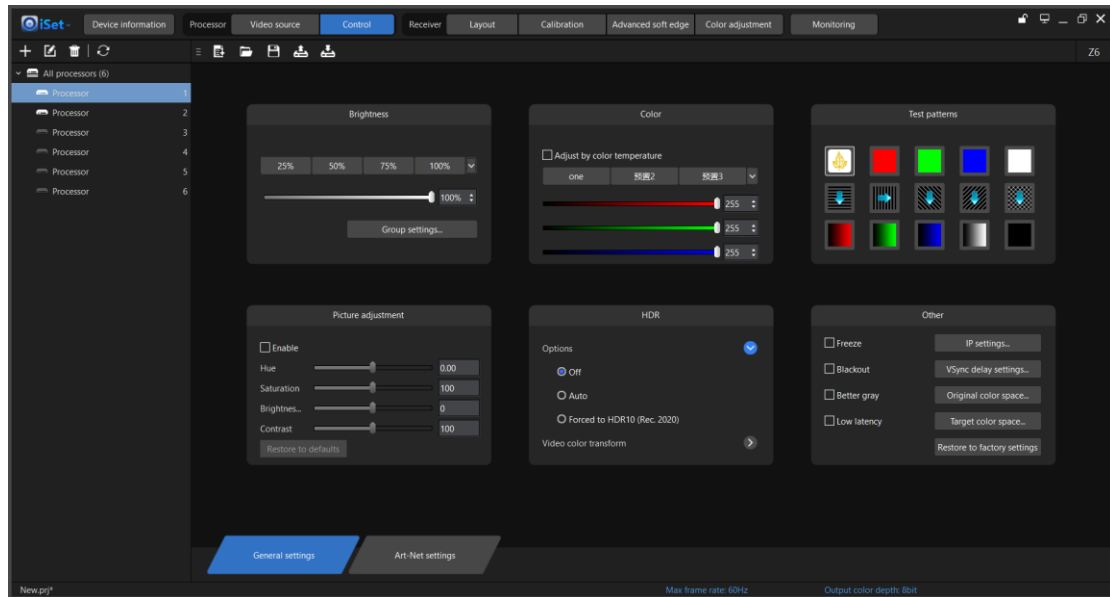 iSet
Device information
Processor
Video source
Control
Receiver
Layout
Calibration
Advanced soft edge
Color adjustment
Monitoring
Z6
All processors (6)
Processor 1
Processor 2
Processor 3
Processor 4
Processor 5
Processor 6
Brightness
25% 50% 75% 100%
100%
Group settings...
Color
Adjust by color temperature
one 预置2 预置3
255
255
255
Test patterns
Picture adjustment
Enable
Hue 0.00
Saturation 100
Brightnes... 0
Contrast 100
Restore to defaults
HDR
Options
Off
Auto
Forced to HDR10 (Rec. 2020)
Video color transform
Other
Freeze IP settings...
Blackout VSync delay settings...
Better gray Original color space...
Low latency Target color space...
Restore to factory settings
General settings
Art-Net settings
New.prj*
Max frame rate: 60Hz
Output color depth: 8bit